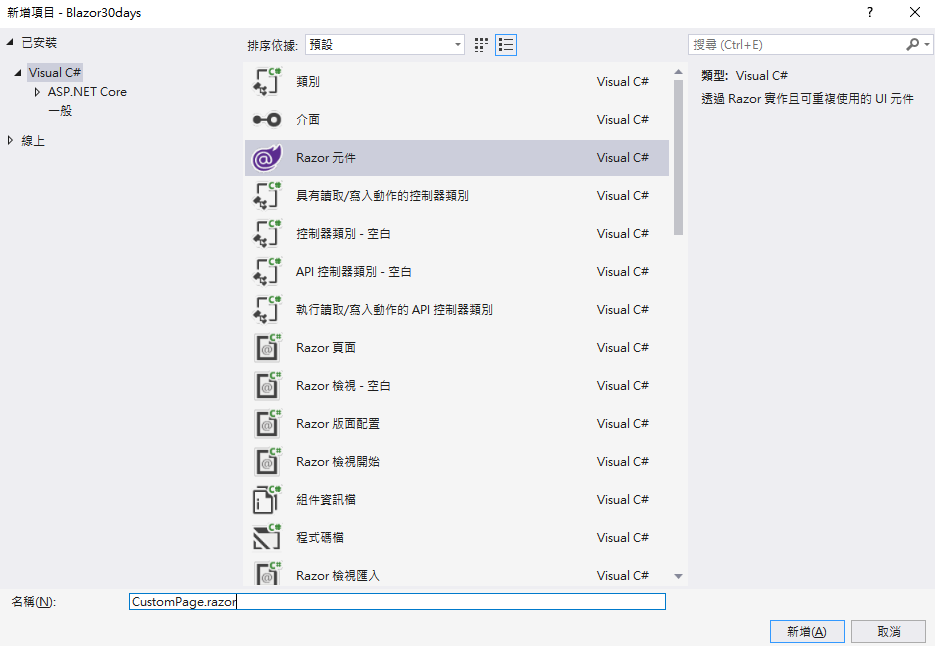 新增項目 - Blazor30days
?
已安裝
Visual C#
ASP.NET Core
一般
線上
排序依據: 預設
搜尋 (Ctrl+E)
類別 Visual C#
介面 Visual C#
Razor 元件 Visual C#
具有讀取/寫入動作的控制器類別 Visual C#
控制器類別 - 空白 Visual C#
API 控制器類別 - 空白 Visual C#
執行讀取/寫入動作的 API 控制器類別 Visual C#
Razor 頁面 Visual C#
Razor 檢視 - 空白 Visual C#
Razor 版面配置 Visual C#
Razor 檢視開始 Visual C#
組件資訊檔 Visual C#
程式碼檔 Visual C#
Razor 檢視匯入 Visual C#
類型: Visual C#
透過 Razor 實作且可重複使用的 UI 元件
名稱(N): CustomPage.razor
新增(A) 取消